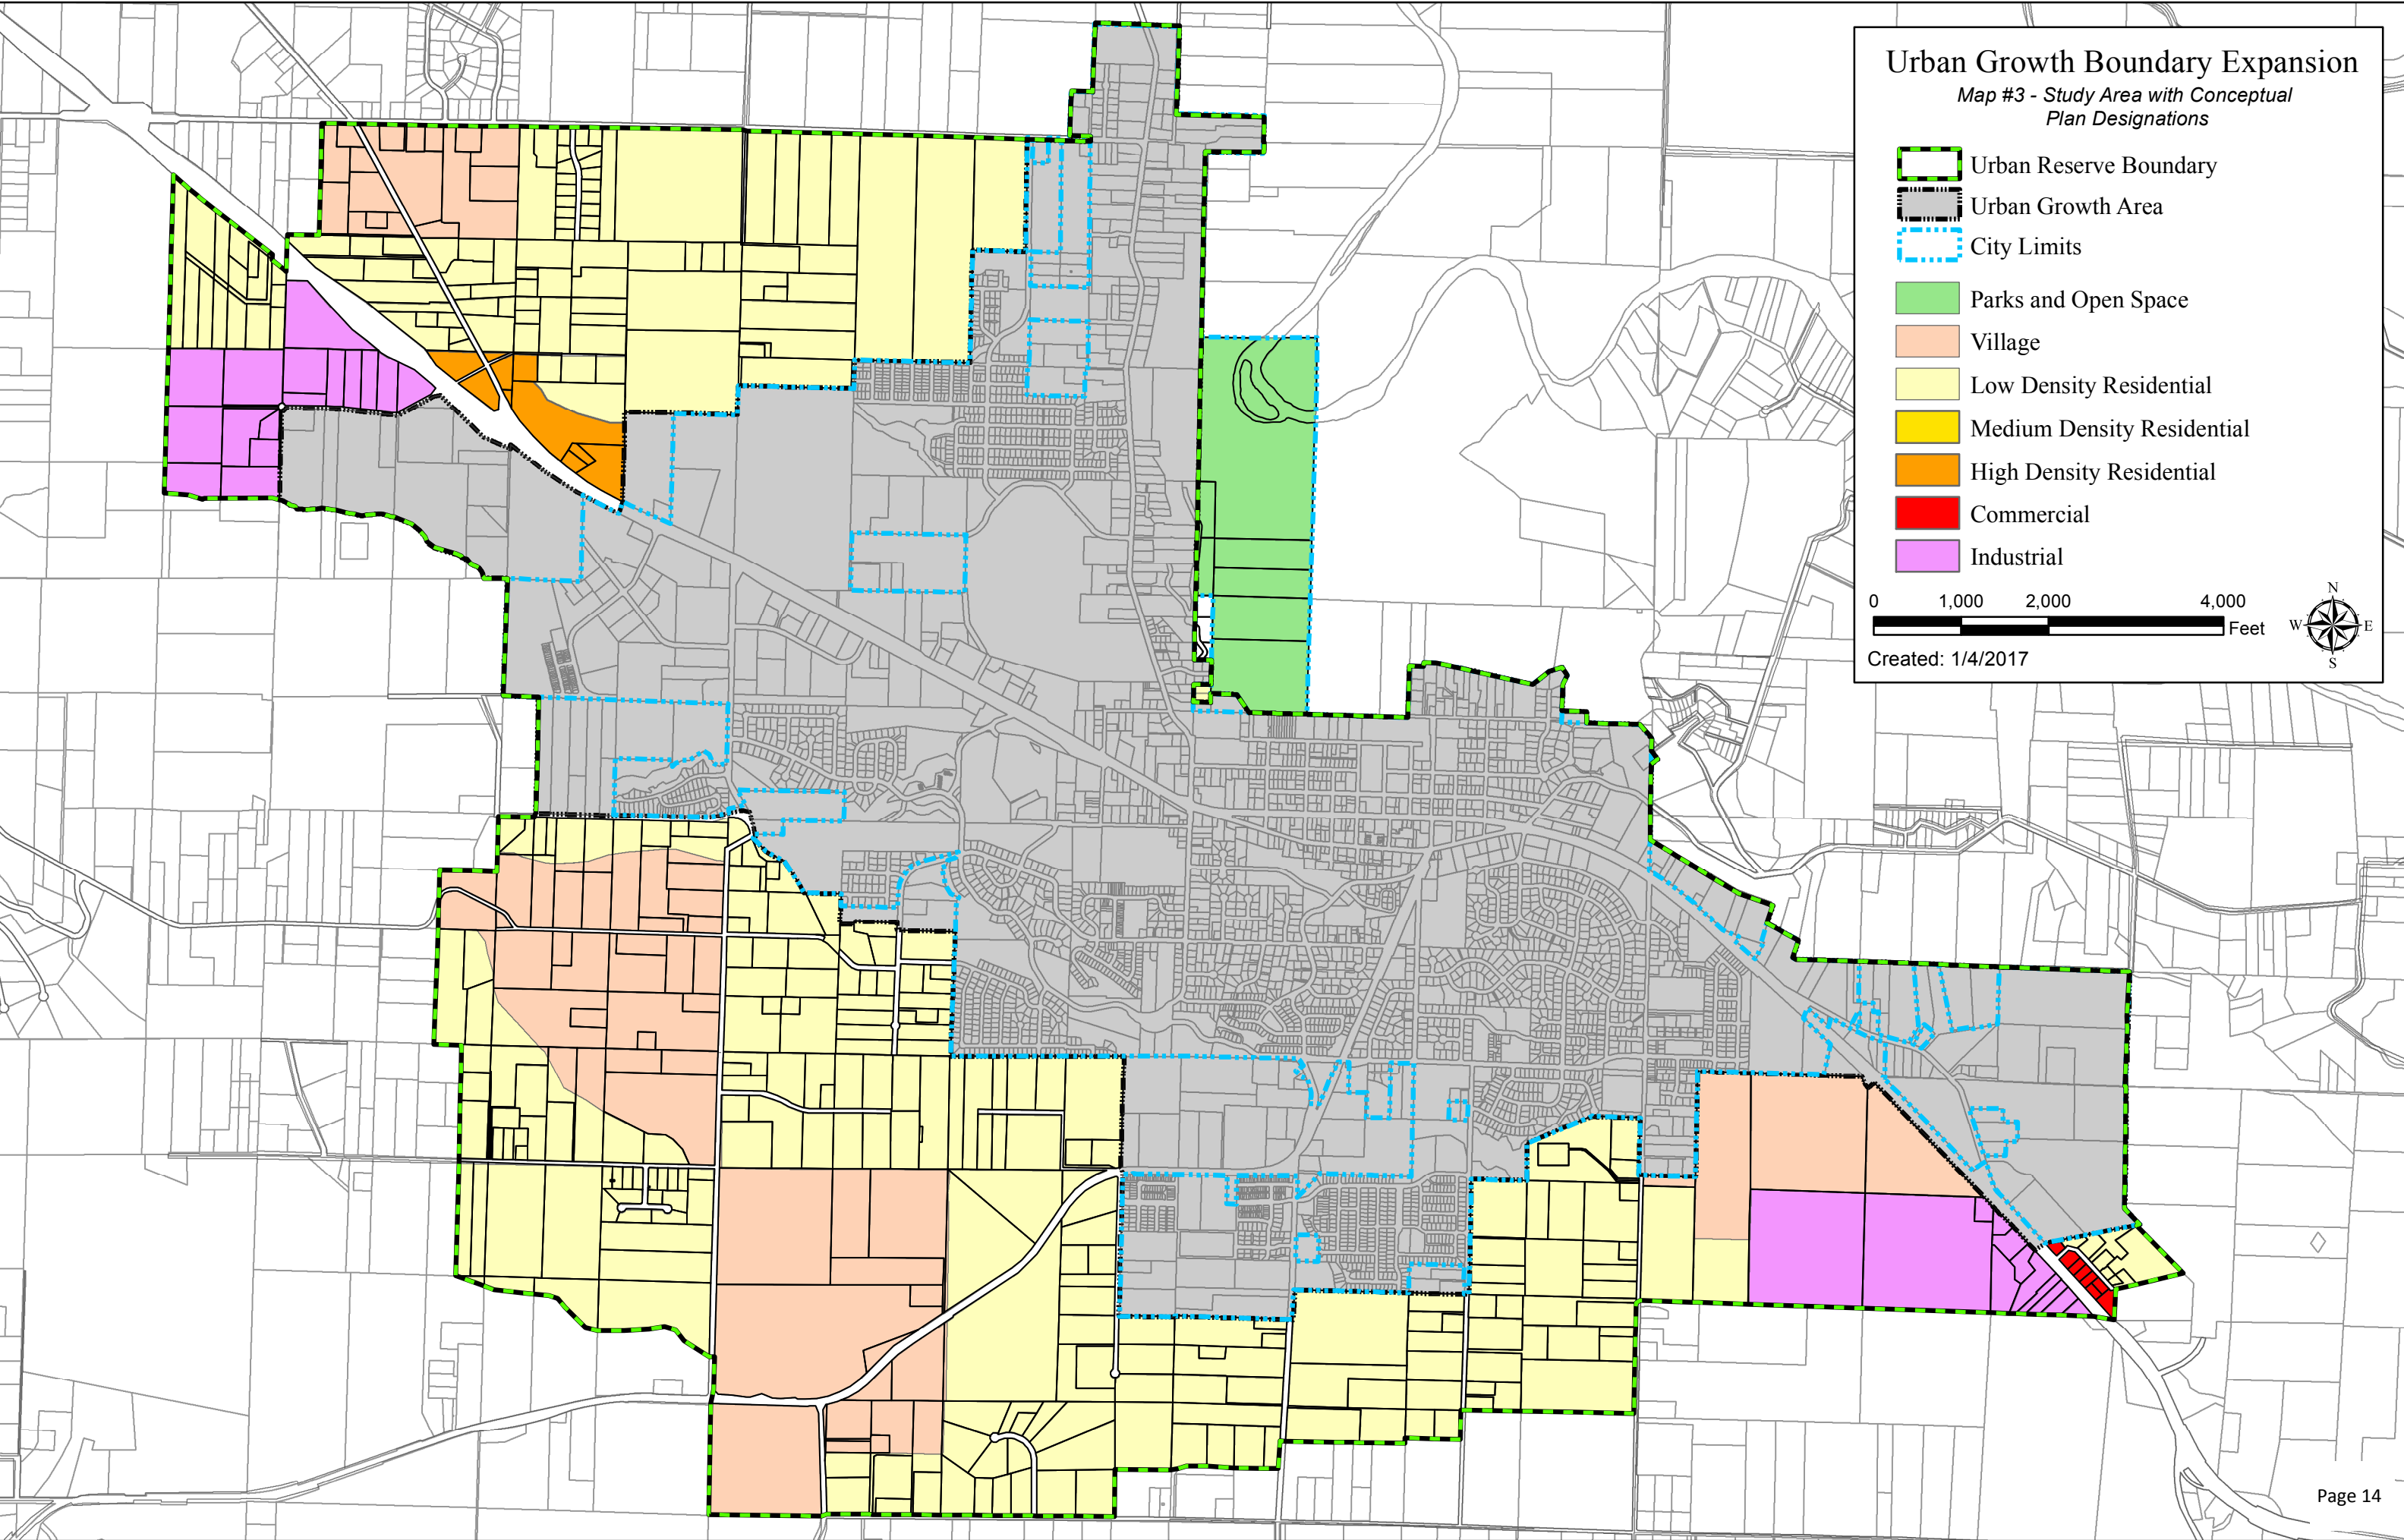 Urban Growth Boundary Expansion
Map #3 - Study Area with Conceptual
Plan Designations
Urban Reserve Boundary
Urban Growth Area
City Limits
Parks and Open Space
Village
Low Density Residential
Medium Density Residential
High Density Residential
Commercial
Industrial
0 1,000 2,000 4,000
Feet
N
W E
S
Created: 1/4/2017
Page 14